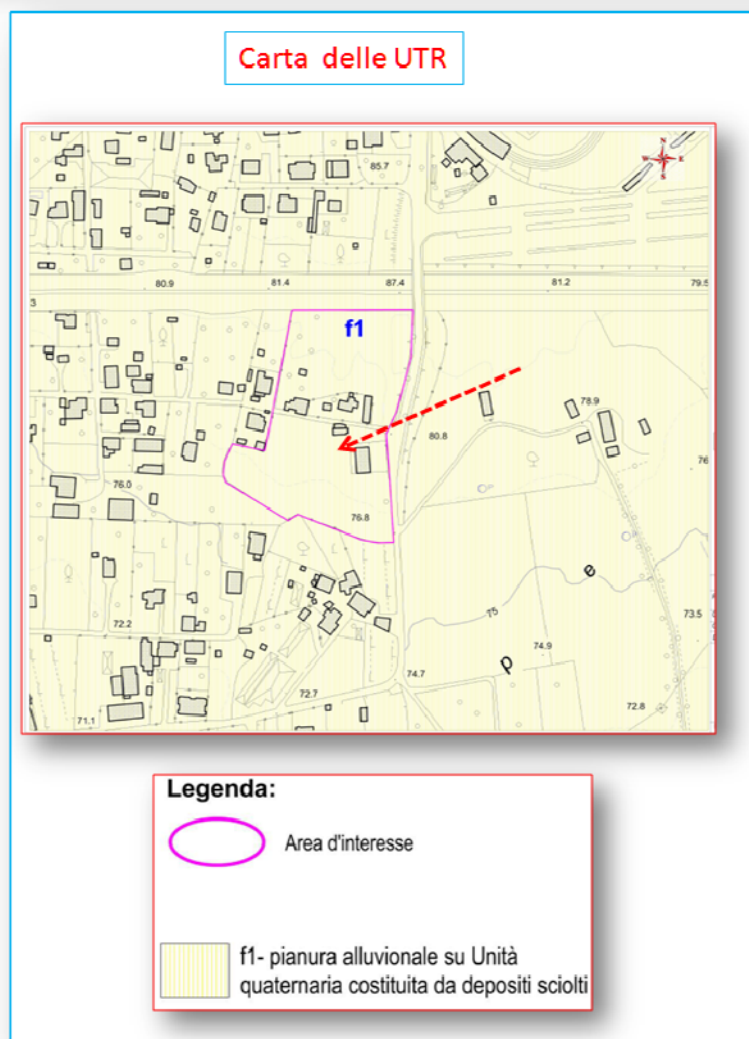 Carta delle UTR
85.7
N
W E
S
80.9
81.4
87.4
81.2
79.5
3
f1
78.9
80.8
76
76.0
76.8
e
75
73.5
72.2
p
74.9
74.7
72.7
72.8
71.1
Legenda:
Area d'interesse
f1- pianura alluvionale su Unità
quaternaria costituita da depositi sciolti